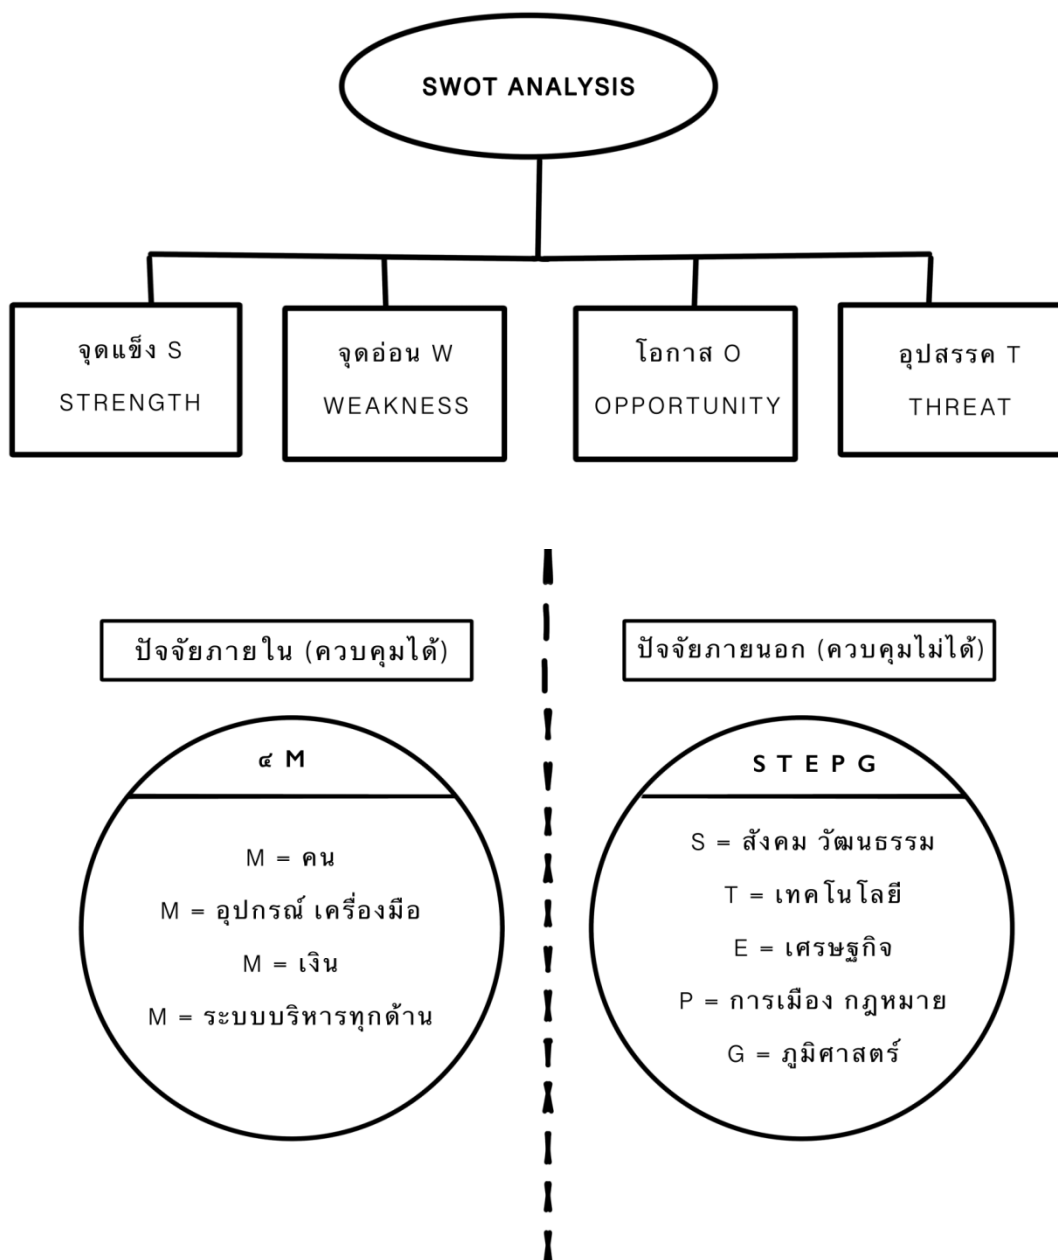 SWOT ANALYSIS
จุดแข็ง S
STRENGTH
จุดอ่อน W
WEAKNESS
โอกาส O
OPPORTUNITY
อุปสรรค T
THREAT
ปัจจัยภายใน (ควบคุมได้)
๔ M
M = คน
M = อุปกรณ์ เครื่องมือ
M = เงิน
M = ระบบบริหารทุกด้าน
ปัจจัยภายนอก (ควบคุมไม่ได้)
S T E P G
S = สังคม วัฒนธรรม
T = เทคโนโลยี
E = เศรษฐกิจ
P = การเมือง กฎหมาย
G = ภูมิศาสตร์